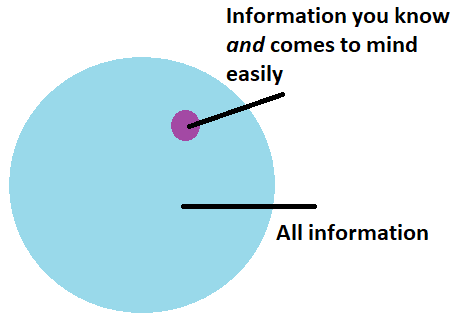 Information you know
and comes to mind
easily
All information